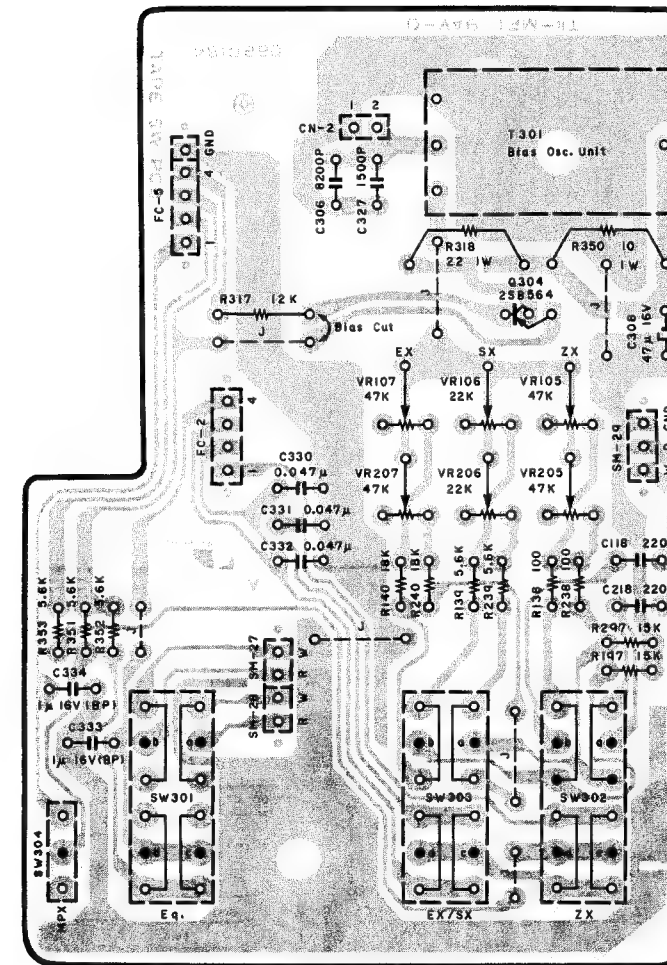 1 2
CN-2
T301
Bias Osc. Unit
4 GND
FC-5
1
C306 8200P
C327 1500P
R318
22 1W
R350 10
1W
Q304
2SB564
J
J
R317 12K
J
Bias Cut
C308
47µ 16V
EX
SX
ZX
VR107
47K
VR106
22K
VR105
47K
FC-2
4
1
SM-29
GND
C330
0.047µ
VR207
47K
VR206
22K
VR205
47K
C331 0.047µ
C332 0.047µ
R140 18K
R240 18K
R139 5.6K
R239 5.6K
R138 100
R238 100
C118 220
C218 220
R353 5.6K
R351 5.6K
R352 5.6K
J
J
R297 15K
R197 15K
SM-27
W
R
SM-28
W
R
C334
1µ 16V(BP)
C333
1µ 16V(BP)
J
SW301
SW303
SW302
SW304
MPX
J
Eq.
EX/SX
ZX